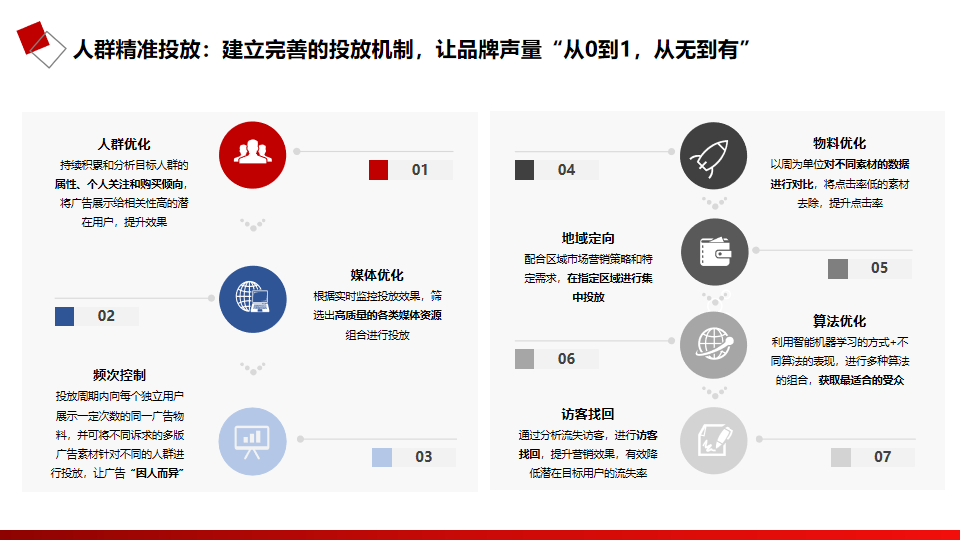 人群精准投放：建立完善的投放机制，让品牌声量“从0到1，从无到有”
人群优化
持续积累和分析目标人群的
属性、个人关注和购买倾向，
将广告展示给相关性高的潜
在用户，提升效果
01
媒体优化
根据实时监控投放效果，筛
选出高质量的各类媒体资源
组合进行投放
02
频次控制
投放周期内向每个独立用户
展示一定次数的同一广告物
料，并可将不同诉求的多版
广告素材针对不同的人群进
行投放，让广告“因人而异”
03
物料优化
以周为单位对不同素材的数据
进行对比，将点击率低的素材
去除，提升点击率
04
地域定向
配合区域市场营销策略和特
定需求，在指定区域进行集
中投放
05
算法优化
利用智能机器学习的方式+不
同算法的表现，进行多种算法
的组合，获取最适合的受众
06
访客找回
通过分析流失访客，进行访客
找回，提升营销效果，有效降
低潜在目标用户的流失率
07